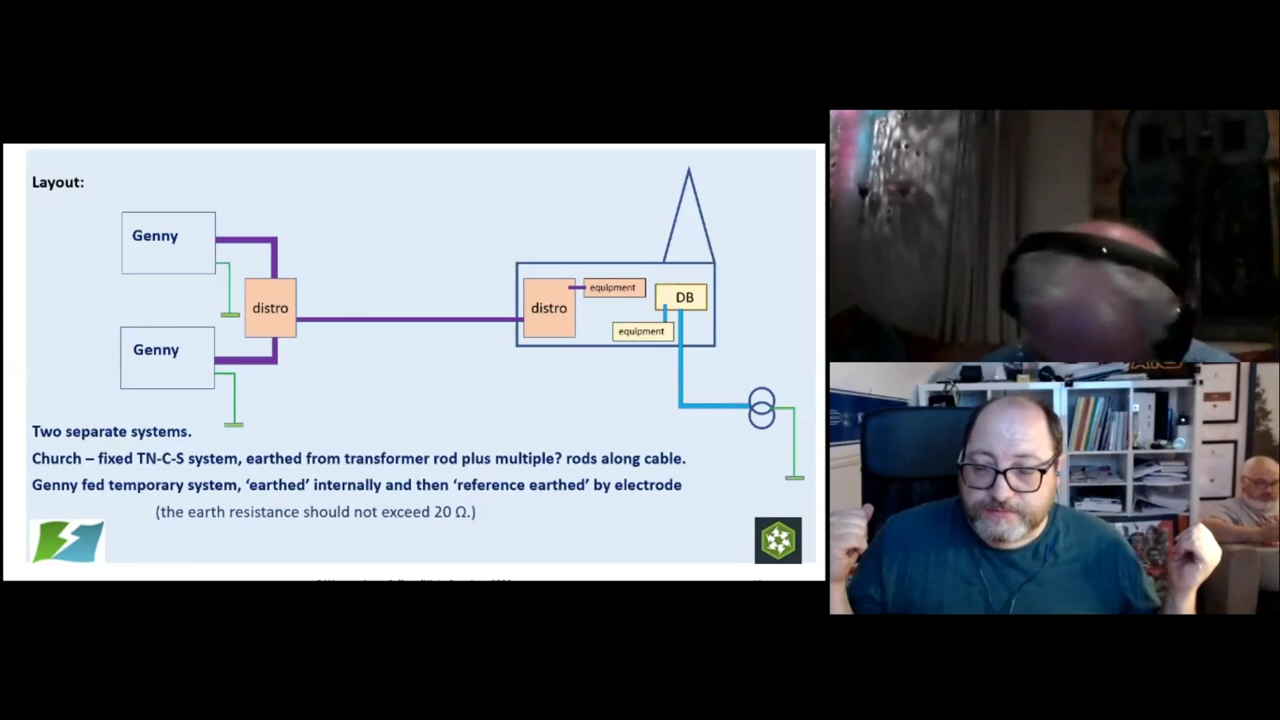 Layout:
Genny
distro
Genny
distro
equipment
DB
equipment
Two separate systems.
Church – fixed TN-C-S system, earthed from transformer rod plus multiple? rods along cable.
Genny fed temporary system, ‘earthed’ internally and then ‘reference earthed’ by electrode
(the earth resistance should not exceed 20 Ω.)